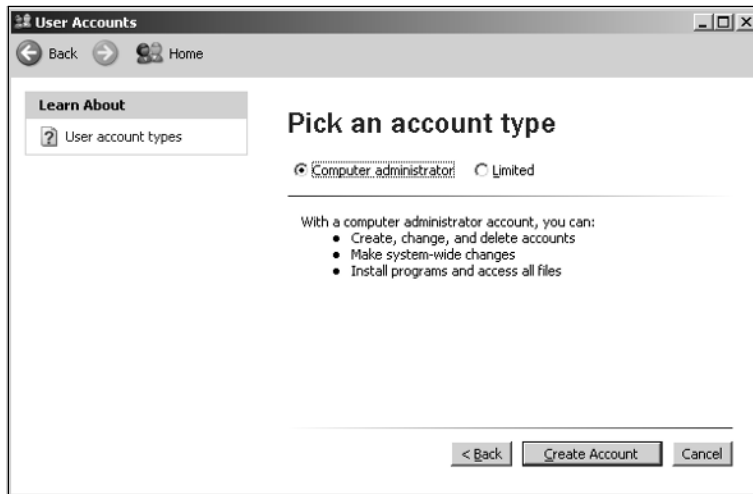 User Accounts
Back Home
Learn About
User account types
Pick an account type
Computer administrator Limited
With a computer administrator account, you can:
● Create, change, and delete accounts
● Make system-wide changes
● Install programs and access all files
< Back Create Account Cancel